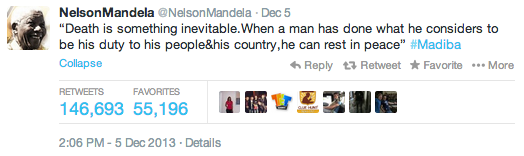 NelsonMandela @NelsonMandela · Dec 5
“Death is something inevitable.When a man has done what he considers to
be his duty to his people&his country,he can rest in peace” #Madiba
Collapse Reply Retweet Favorite More
RETWEETS FAVORITES
146,693 55,196
2:06 PM - 5 Dec 2013 · Details